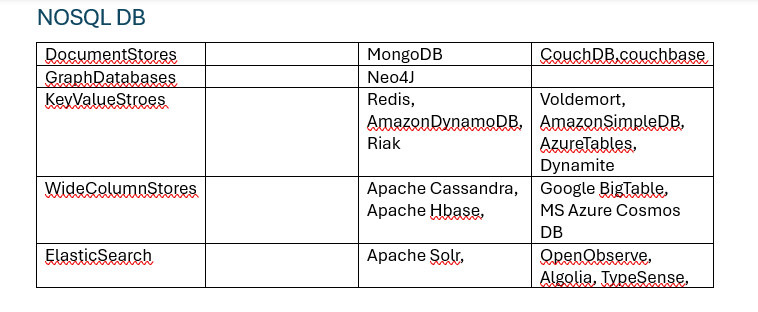 NOSQL DB
DocumentStores MongoDB CouchDB,couchbase
GraphDatabases Neo4J
KeyValueStroes Redis, Voldemort,
AmazonDynamoDB, AmazonSimpleDB,
Riak AzureTables,
Dynamite
WideColumnStores Apache Cassandra, Google BigTable,
Apache Hbase, MS Azure Cosmos
DB
ElasticSearch Apache Solr, OpenObserve,
Algolia, TypeSense,